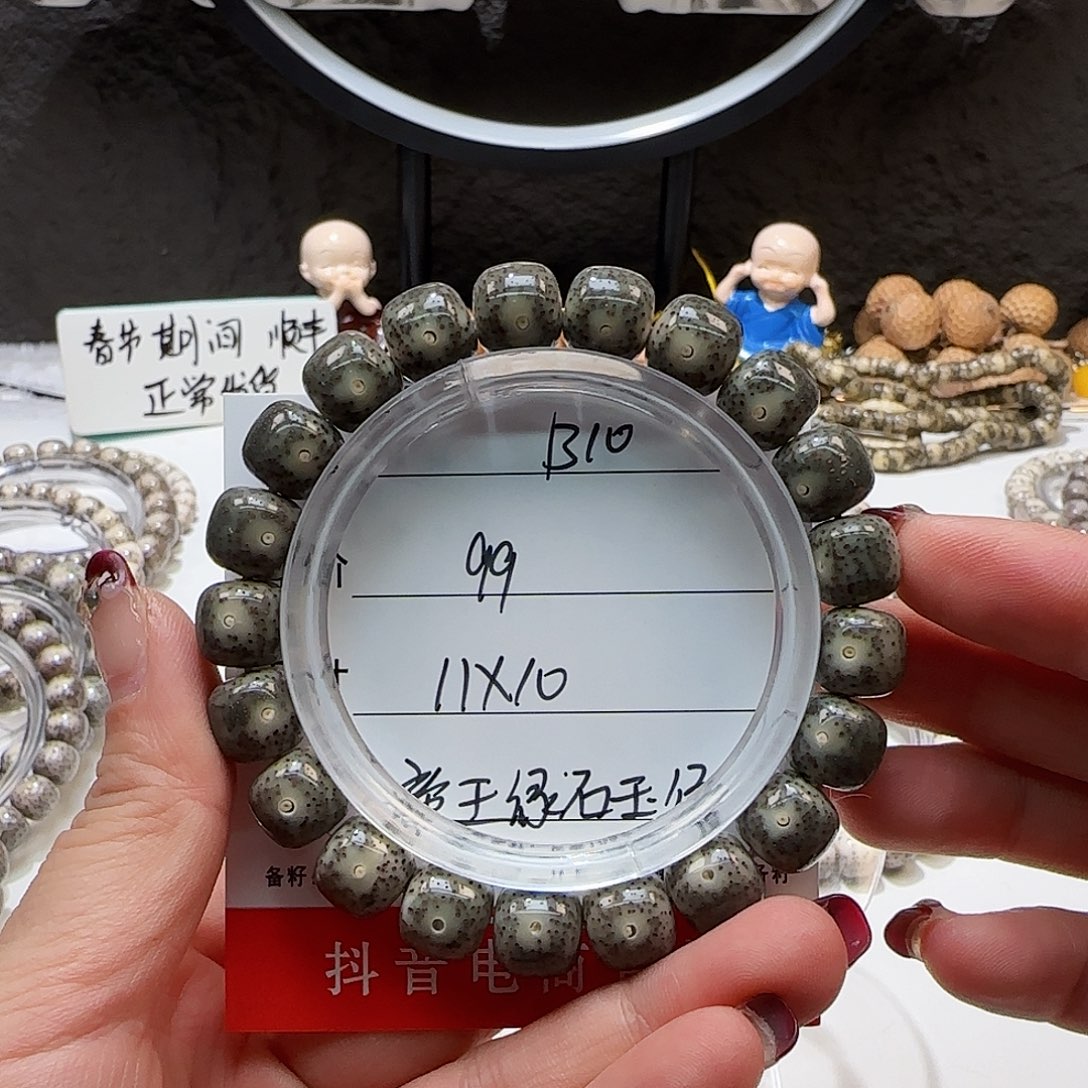 春节期间 顺丰
正常发货
B10
个
99
11X10
帝王绿石玉
备籽
籽
抖音电商